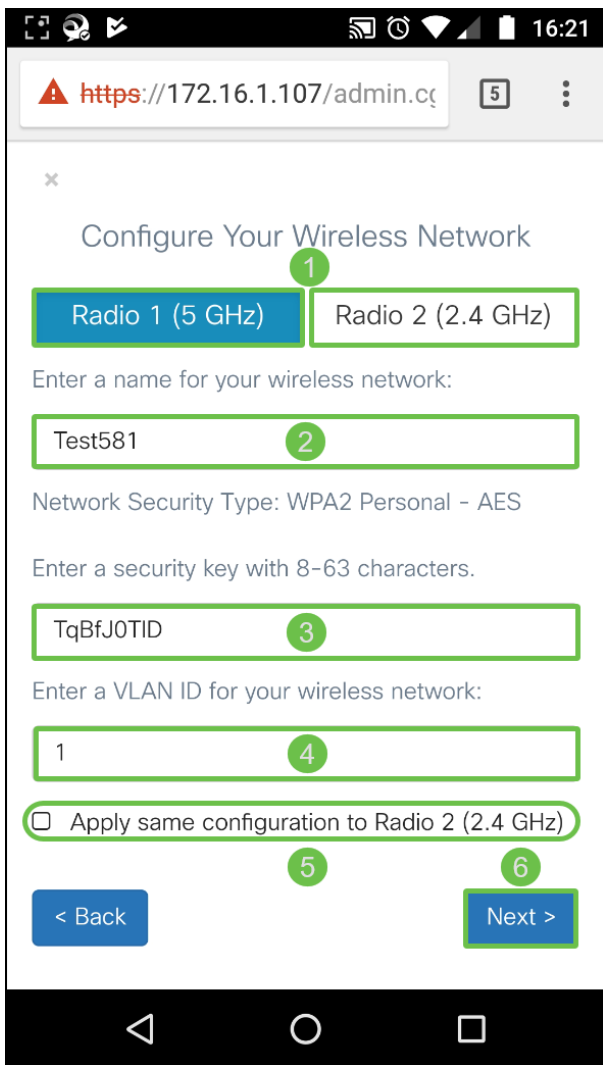 16:21
https://172.16.1.107/admin.cg
5
×
Configure Your Wireless Network
1
Radio 1 (5 GHz) Radio 2 (2.4 GHz)
Enter a name for your wireless network:
Test581
2
Network Security Type: WPA2 Personal - AES
Enter a security key with 8-63 characters.
TqBfJ0TlD
3
Enter a VLAN ID for your wireless network:
1
4
Apply same configuration to Radio 2 (2.4 GHz)
5
6
< Back Next >